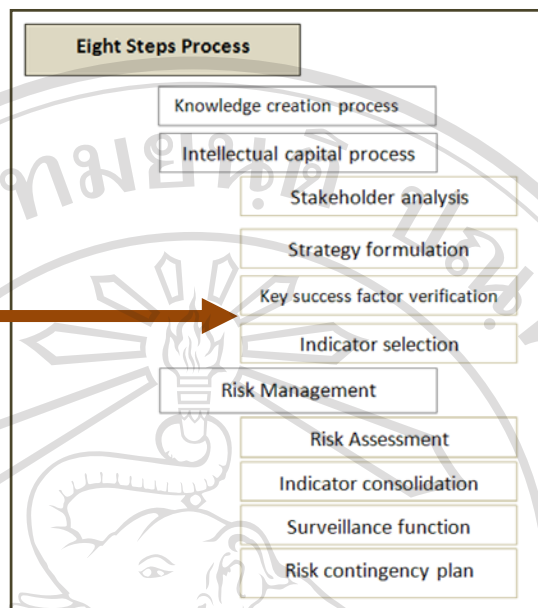 Eight Steps Process
Knowledge creation process
Intellectual capital process
Stakeholder analysis
Strategy formulation
Key success factor verification
Indicator selection
Risk Management
Risk Assessment
Indicator consolidation
Surveillance function
Risk contingency plan